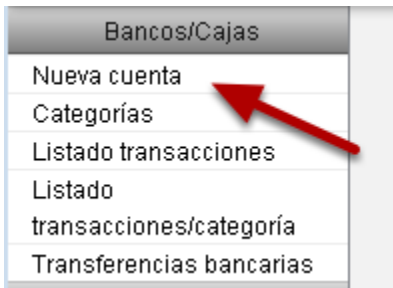 Bancos/Cajas
Nueva cuenta
Categorías
Listado transacciones
Listado
transacciones/categoría
Transferencias bancarias